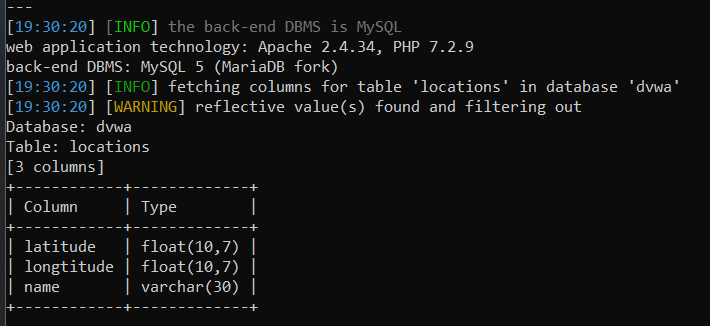 ---
[19:30:20] [INFO] the back-end DBMS is MySQL
web application technology: Apache 2.4.34, PHP 7.2.9
back-end DBMS: MySQL 5 (MariaDB fork)
[19:30:20] [INFO] fetching columns for table 'locations' in database 'dvwa'
[19:30:20] [WARNING] reflective value(s) found and filtering out
Database: dvwa
Table: locations
[3 columns]
+------------+-------------+
| Column     | Type        |
+------------+-------------+
| latitude   | float(10,7) |
| longtitude | float(10,7) |
| name       | varchar(30) |
+------------+-------------+